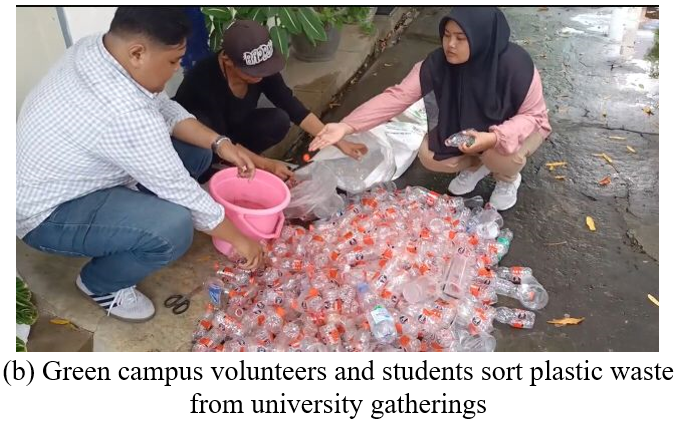 (b) Green campus volunteers and students sort plastic waste
from university gatherings